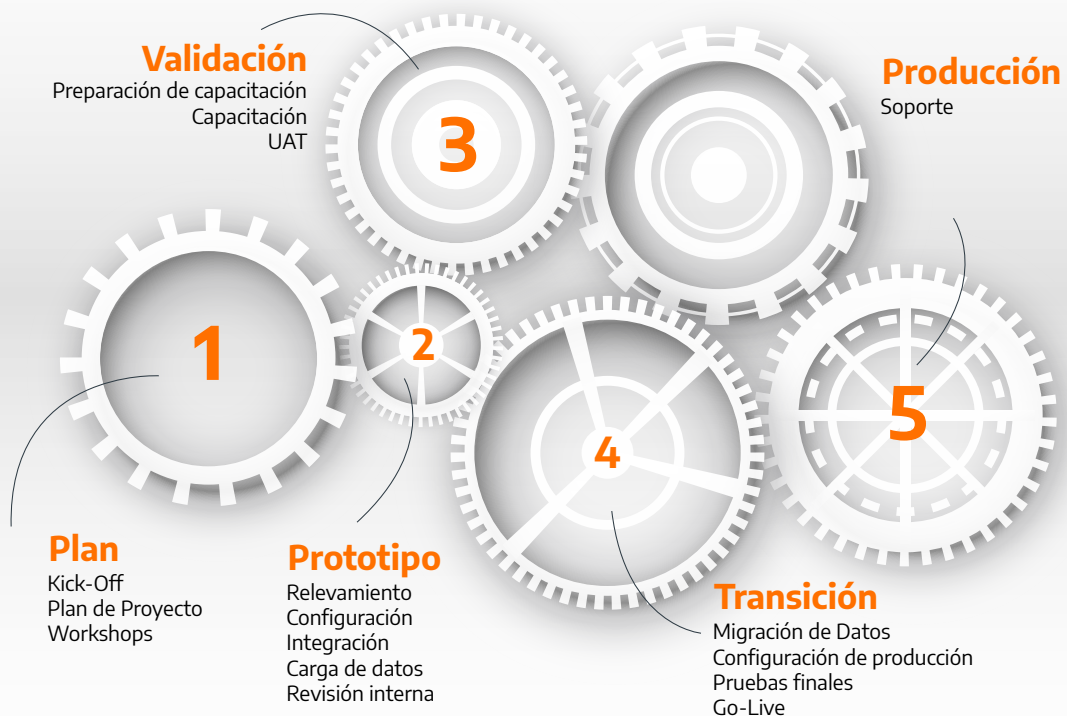 1
Plan
Kick-Off
Plan de Proyecto
Workshops
2
Prototipo
Relevamiento
Configuración
Integración
Carga de datos
Revisión interna
3
Validación
Preparación de capacitación
Capacitación
UAT
4
Transición
Migración de Datos
Configuración de producción
Pruebas finales
Go-Live
5
Producción
Soporte